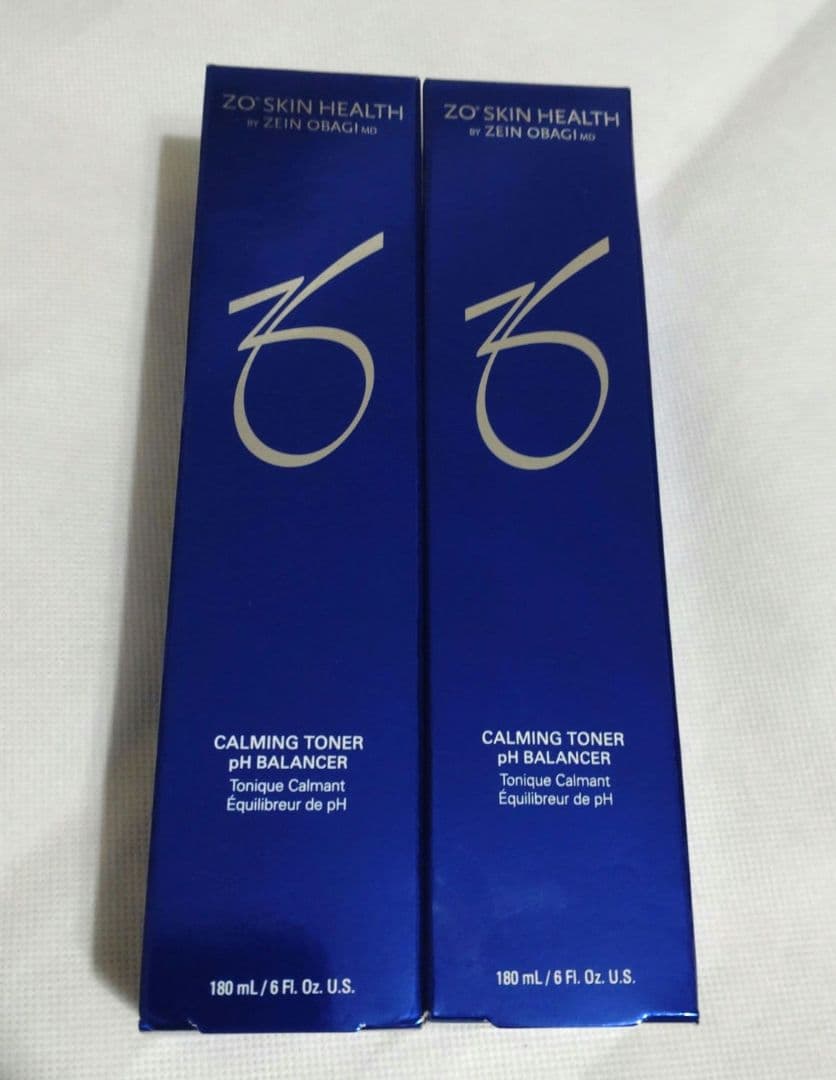 ZO® SKIN HEALTH
BY ZEIN OBAGI MD
CALMING TONER
pH BALANCER
Tonique Calmant
Équilibreur de pH
180 mL / 6 Fl. Oz. U.S.
ZO® SKIN HEALTH
BY ZEIN OBAGI MD
CALMING TONER
pH BALANCER
Tonique Calmant
Équilibreur de pH
180 mL / 6 Fl. Oz. U.S.